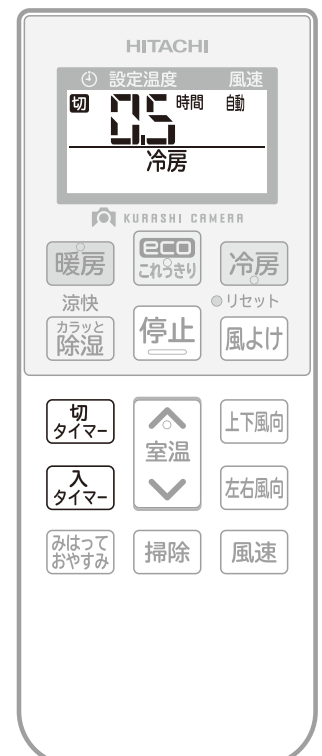 HITACHI
設定温度 風速
切 0.5 時間 自動
冷房
KURASHI CAMERA
暖房 eco これっきり 冷房
涼快 リセット
カラッと 除湿 停止 風よけ
切 タイマー 室温 上下風向
入 タイマー 左右風向
みはって おやすみ 掃除 風速